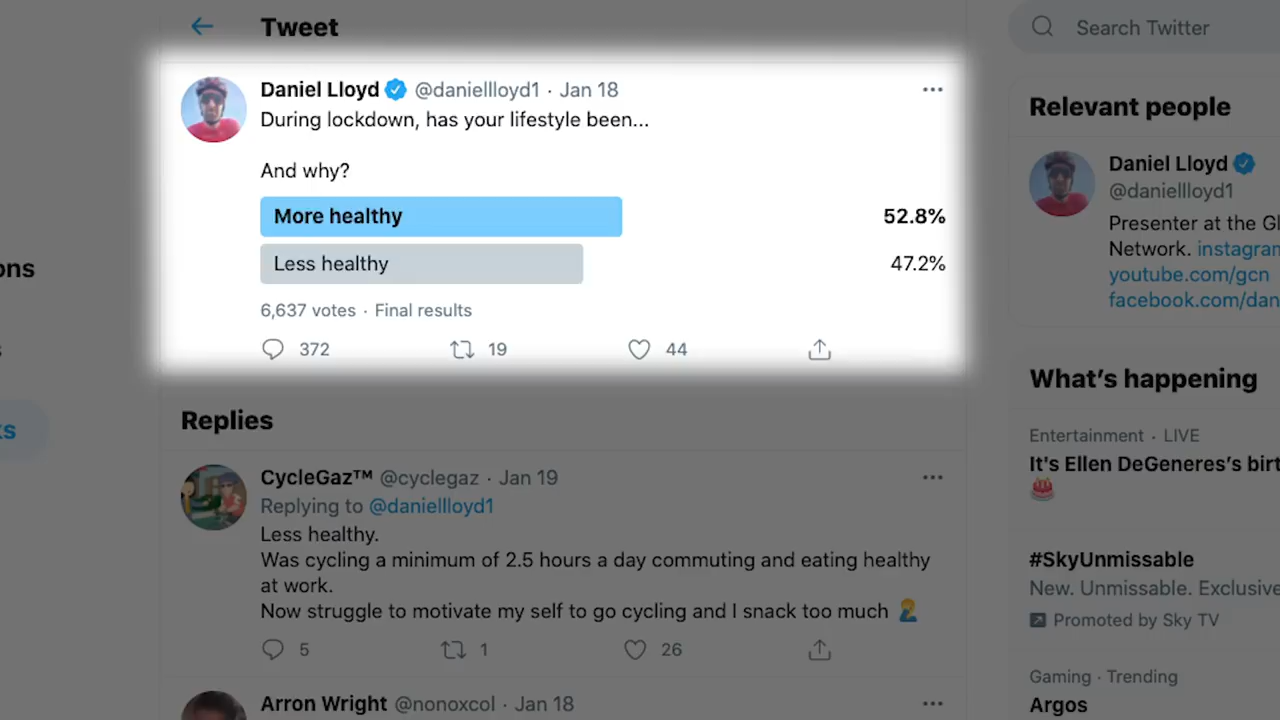 Tweet
Daniel Lloyd @daniellloyd1 · Jan 18
During lockdown, has your lifestyle been...
And why?
More healthy 52.8%
Less healthy 47.2%
6,637 votes · Final results
372 19 44
Replies
CycleGaz™ @cyclegaz · Jan 19
Replying to @daniellloyd1
Less healthy.
Was cycling a minimum of 2.5 hours a day commuting and eating healthy
at work.
Now struggle to motivate my self to go cycling and I snack too much 🤦‍♂️
5 1 26
Arron Wright @nonoxcol · Jan 18
Search Twitter
Relevant people
Daniel Lloyd
@daniellloyd1
Presenter at the Gl
Network. instagram
youtube.com/gcn
facebook.com/dan
What's happening
Entertainment · LIVE
It's Ellen DeGeneres's birt
🎂
#SkyUnmissable
New. Unmissable. Exclusive
Promoted by Sky TV
Gaming · Trending
Argos
ons
s
ks